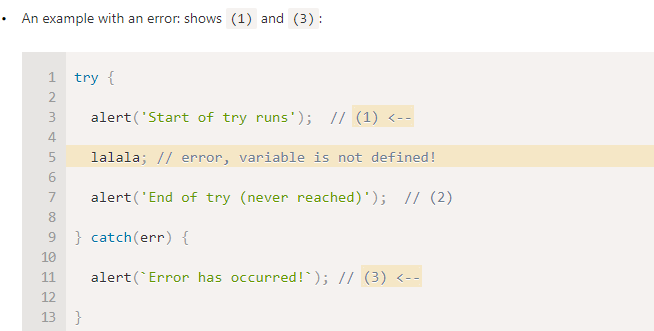 • An example with an error: shows (1) and (3) :
1 try {
2
3   alert('Start of try runs');  // (1) <--
4
5   lalala; // error, variable is not defined!
6
7   alert('End of try (never reached)');  // (2)
8
9 } catch(err) {
10
11   alert(`Error has occurred!`); // (3) <--
12
13 }